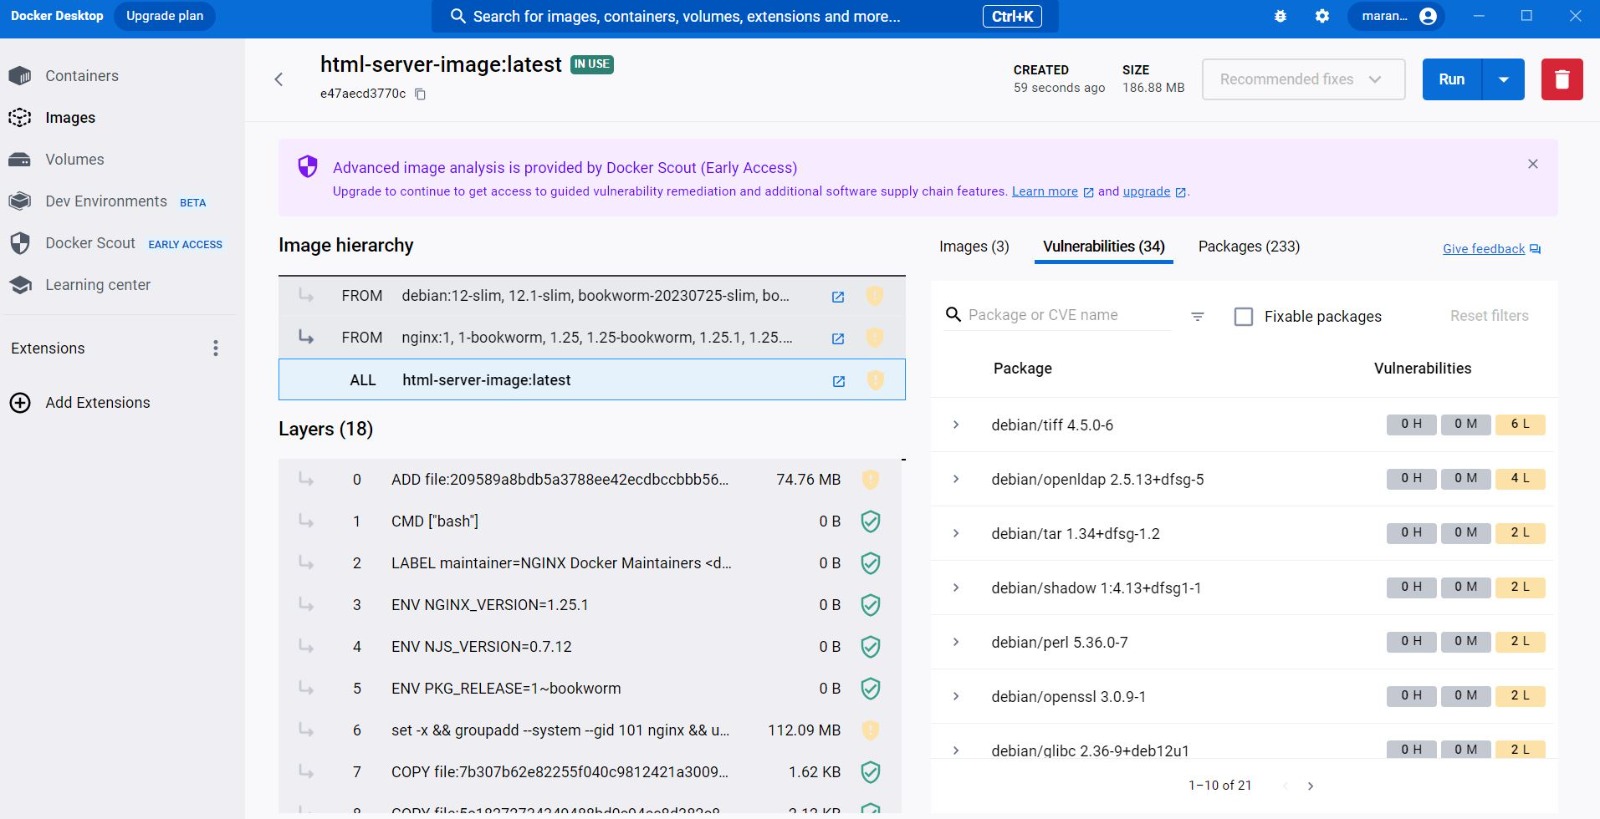 Docker Desktop Upgrade plan Search for images, containers, volumes, extensions and more... Ctrl+K maran...
Containers
Images
Volumes
Dev Environments BETA
Docker Scout EARLY ACCESS
Learning center
Extensions
Add Extensions
html-server-image:latest IN USE
e47aecd3770c
CREATED
59 seconds ago
SIZE
186.88 MB
Recommended fixes
Run
Advanced image analysis is provided by Docker Scout (Early Access)
Upgrade to continue to get access to guided vulnerability remediation and additional software supply chain features. Learn more and upgrade .
Image hierarchy
FROM debian:12-slim, 12.1-slim, bookworm-20230725-slim, bo...
FROM nginx:1, 1-bookworm, 1.25, 1.25-bookworm, 1.25.1, 1.25....
ALL html-server-image:latest
Layers (18)
0 ADD file:209589a8bdb5a3788ee42ecdbccbbb56... 74.76 MB
1 CMD ["bash"] 0 B
2 LABEL maintainer=NGINX Docker Maintainers <d... 0 B
3 ENV NGINX_VERSION=1.25.1 0 B
4 ENV NJS_VERSION=0.7.12 0 B
5 ENV PKG_RELEASE=1~bookworm 0 B
6 set -x && groupadd --system --gid 101 nginx && u... 112.09 MB
7 COPY file:7b307b62e82255f040c9812421a3009... 1.62 KB
8 COPY
Images (3) Vulnerabilities (34) Packages (233) Give feedback
Package or CVE name Fixable packages Reset filters
Package Vulnerabilities
debian/tiff 4.5.0-6 0 H 0 M 6 L
debian/openldap 2.5.13+dfsg-5 0 H 0 M 4 L
debian/tar 1.34+dfsg-1.2 0 H 0 M 2 L
debian/shadow 1:4.13+dfsg1-1 0 H 0 M 2 L
debian/perl 5.36.0-7 0 H 0 M 2 L
debian/openssl 3.0.9-1 0 H 0 M 2 L
debian/glibc 2.36-9+deb12u1 0 H 0 M 2 L
1–10 of 21